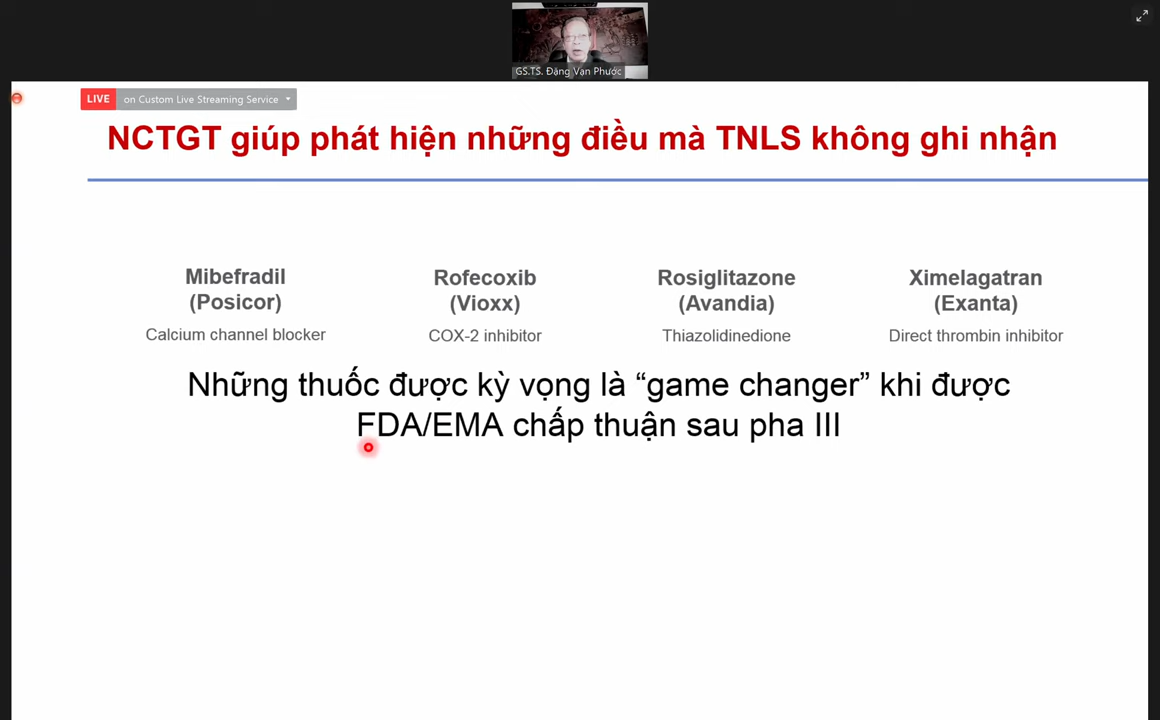 GS.TS. Đặng Vạn Phước
LIVE on Custom Live Streaming Service
NCTGT giúp phát hiện những điều mà TNLS không ghi nhận
Mibefradil
(Posicor)
Calcium channel blocker
Rofecoxib
(Vioxx)
COX-2 inhibitor
Rosiglitazone
(Avandia)
Thiazolidinedione
Ximelagatran
(Exanta)
Direct thrombin inhibitor
Những thuốc được kỳ vọng là “game changer” khi được
FDA/EMA chấp thuận sau pha III